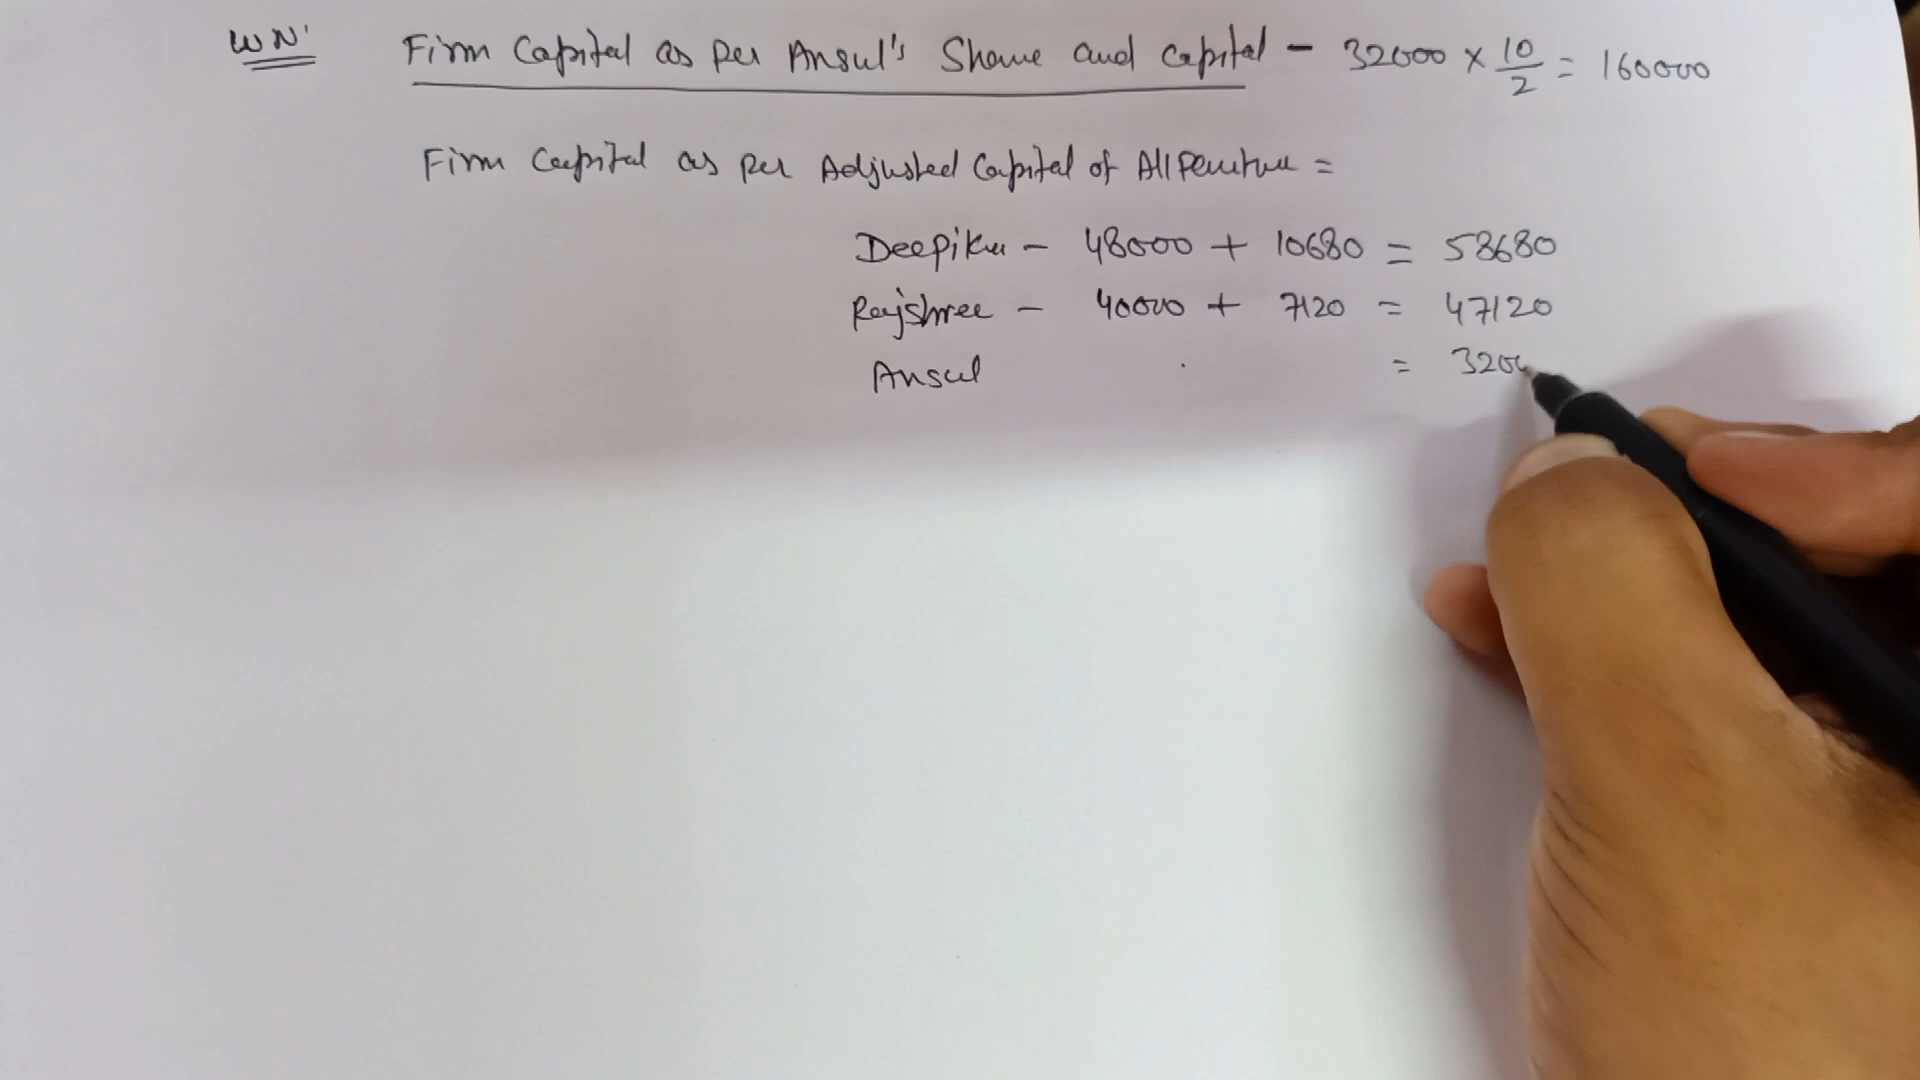 WN' Firm Capital as Per Ansul's Share and Capital - 32000 × 10/2 = 160000
Firm Capital as per Adjusted Capital of All Partner =
Deepika - 48000 + 10680 = 58680
Rajshree - 40000 + 7120 = 47120
Ansul = 3200